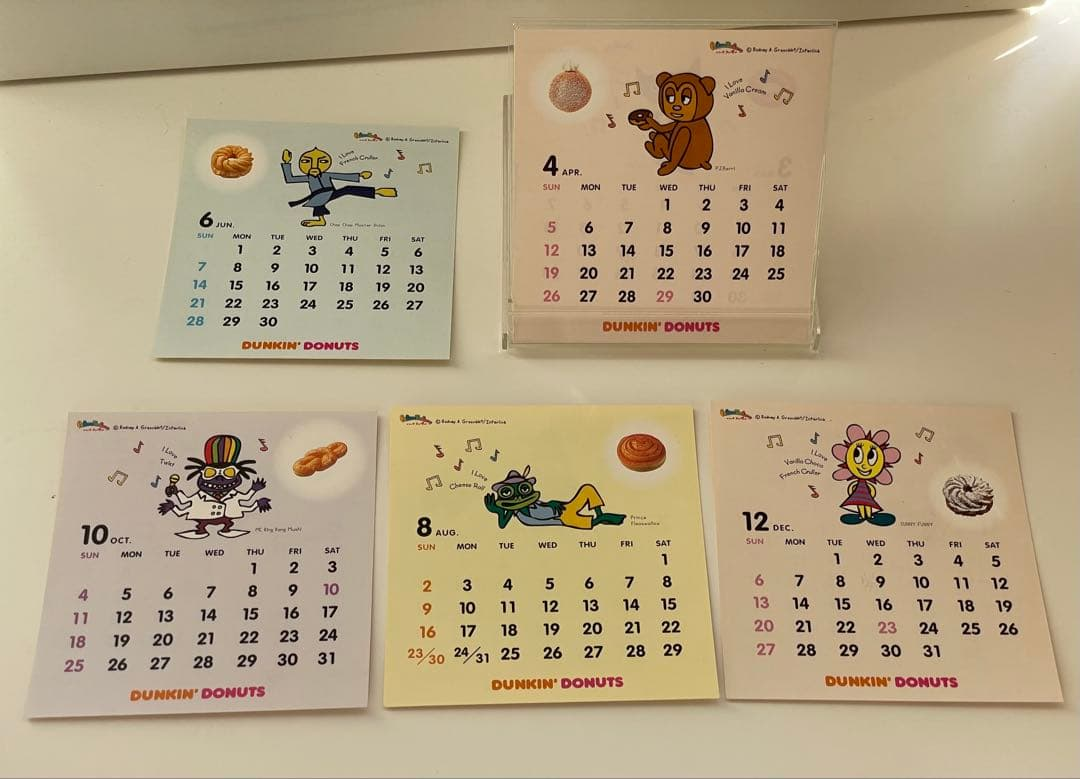 © Rodney A. Greenblat/Interlink
I Love
French Cruller
Chop Chop Master Onion
6 JUN.
SUN MON TUE WED THU FRI SAT
1 2 3 4 5 6
7 8 9 10 11 12 13
14 15 16 17 18 19 20
21 22 23 24 25 26 27
28 29 30
DUNKIN' DONUTS
© Rodney A. Greenblat/Interlink
I Love
Vanilla Cream
P.J.Berri
4 APR.
SUN MON TUE WED THU FRI SAT
1 2 3 4
5 6 7 8 9 10 11
12 13 14 15 16 17 18
19 20 21 22 23 24 25
26 27 28 29 30
DUNKIN' DONUTS
© Rodney A. Greenblat/Interlink
I Love
Twist
MC King Kong Mushi
10 OCT.
SUN MON TUE WED THU FRI SAT
1 2 3
4 5 6 7 8 9 10
11 12 13 14 15 16 17
18 19 20 21 22 23 24
25 26 27 28 29 30 31
DUNKIN' DONUTS
© Rodney A. Greenblat/Interlink
I Love
Cheese Roll
Prince
Fleaswallow
8 AUG.
SUN MON TUE WED THU FRI SAT
1
2 3 4 5 6 7 8
9 10 11 12 13 14 15
16 17 18 19 20 21 22
23/30 24/31 25 26 27 28 29
DUNKIN' DONUTS
© Rodney A. Greenblat/Interlink
I Love
Vanilla Choco
French Cruller
SUNNY FUNNY
12 DEC.
SUN MON TUE WED THU FRI SAT
1 2 3 4 5
6 7 8 9 10 11 12
13 14 15 16 17 18 19
20 21 22 23 24 25 26
27 28 29 30 31
DUNKIN' DONUTS